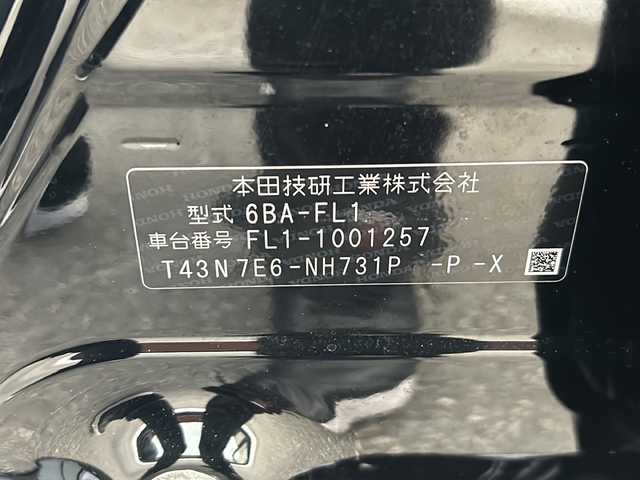 本田技研工業株式会社
型式 6BA-FL1
車台番号 FL1-1001257
T43N7E6-NH731P -P-X